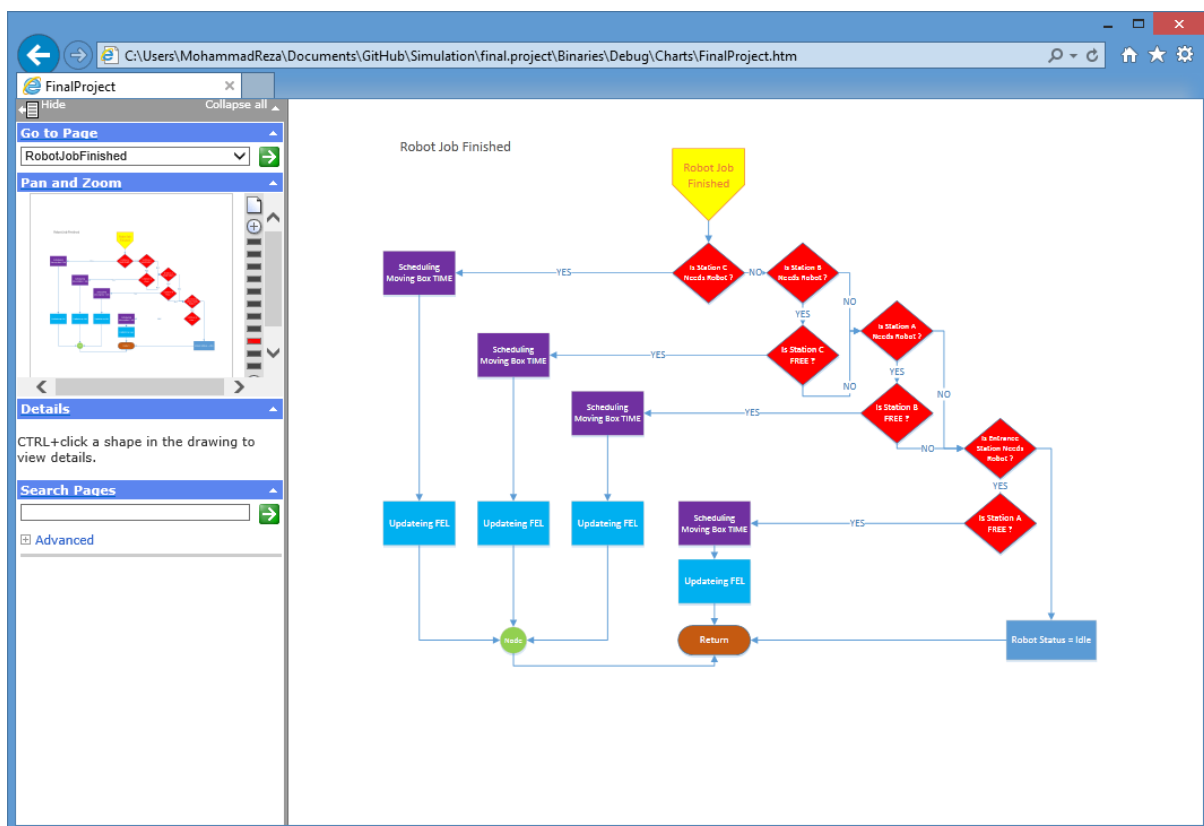 C:\Users\MohammadReza\Documents\GitHub\Simulation\final.project\Binaries\Debug\Charts\FinalProject.htm
FinalProject
Hide
Collapse all
Go to Page
RobotJobFinished
Pan and Zoom
Details
CTRL+click a shape in the drawing to
view details.
Search Pages
Advanced
Robot Job Finished
Robot Job
Finished
Scheduling
Moving Box TIME
YES
Is Station C
Needs Robot ?
NO
Is Station B
Needs Robot ?
NO
YES
Is Station A
Needs Robot ?
Scheduling
Moving Box TIME
YES
Is Station C
FREE ?
YES
NO
NO
Scheduling
Moving Box TIME
YES
Is Station B
FREE ?
NO
Is Entrance
Station Needs
Robot ?
YES
Updateing FEL
Updateing FEL
Updateing FEL
Scheduling
Moving Box TIME
YES
Is Station A
FREE ?
Updateing FEL
Node
Return
Robot Status = Idle